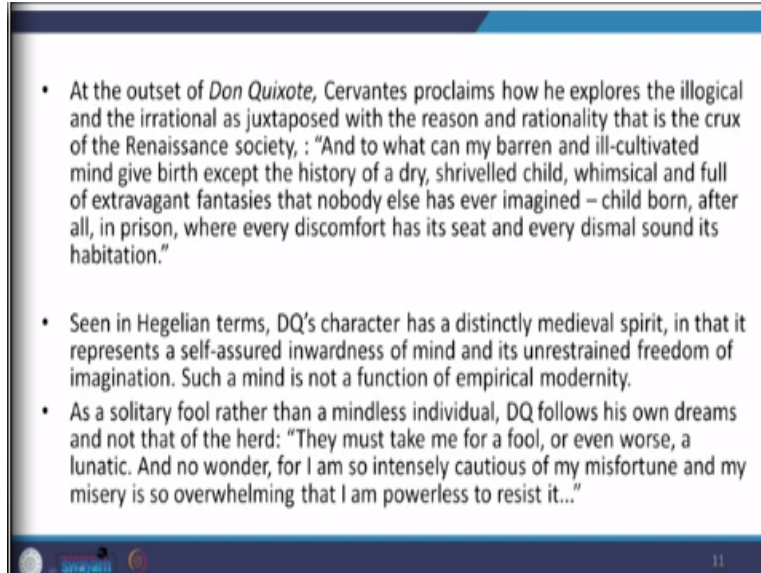 • At the outset of Don Quixote, Cervantes proclaims how he explores the illogical
and the irrational as juxtaposed with the reason and rationality that is the crux
of the Renaissance society, : “And to what can my barren and ill-cultivated
mind give birth except the history of a dry, shrivelled child, whimsical and full
of extravagant fantasies that nobody else has ever imagined – child born, after
all, in prison, where every discomfort has its seat and every dismal sound its
habitation.”
• Seen in Hegelian terms, DQ’s character has a distinctly medieval spirit, in that it
represents a self-assured inwardness of mind and its unrestrained freedom of
imagination. Such a mind is not a function of empirical modernity.
• As a solitary fool rather than a mindless individual, DQ follows his own dreams
and not that of the herd: “They must take me for a fool, or even worse, a
lunatic. And no wonder, for I am so intensely cautious of my misfortune and my
misery is so overwhelming that I am powerless to resist it...”
swayam
11